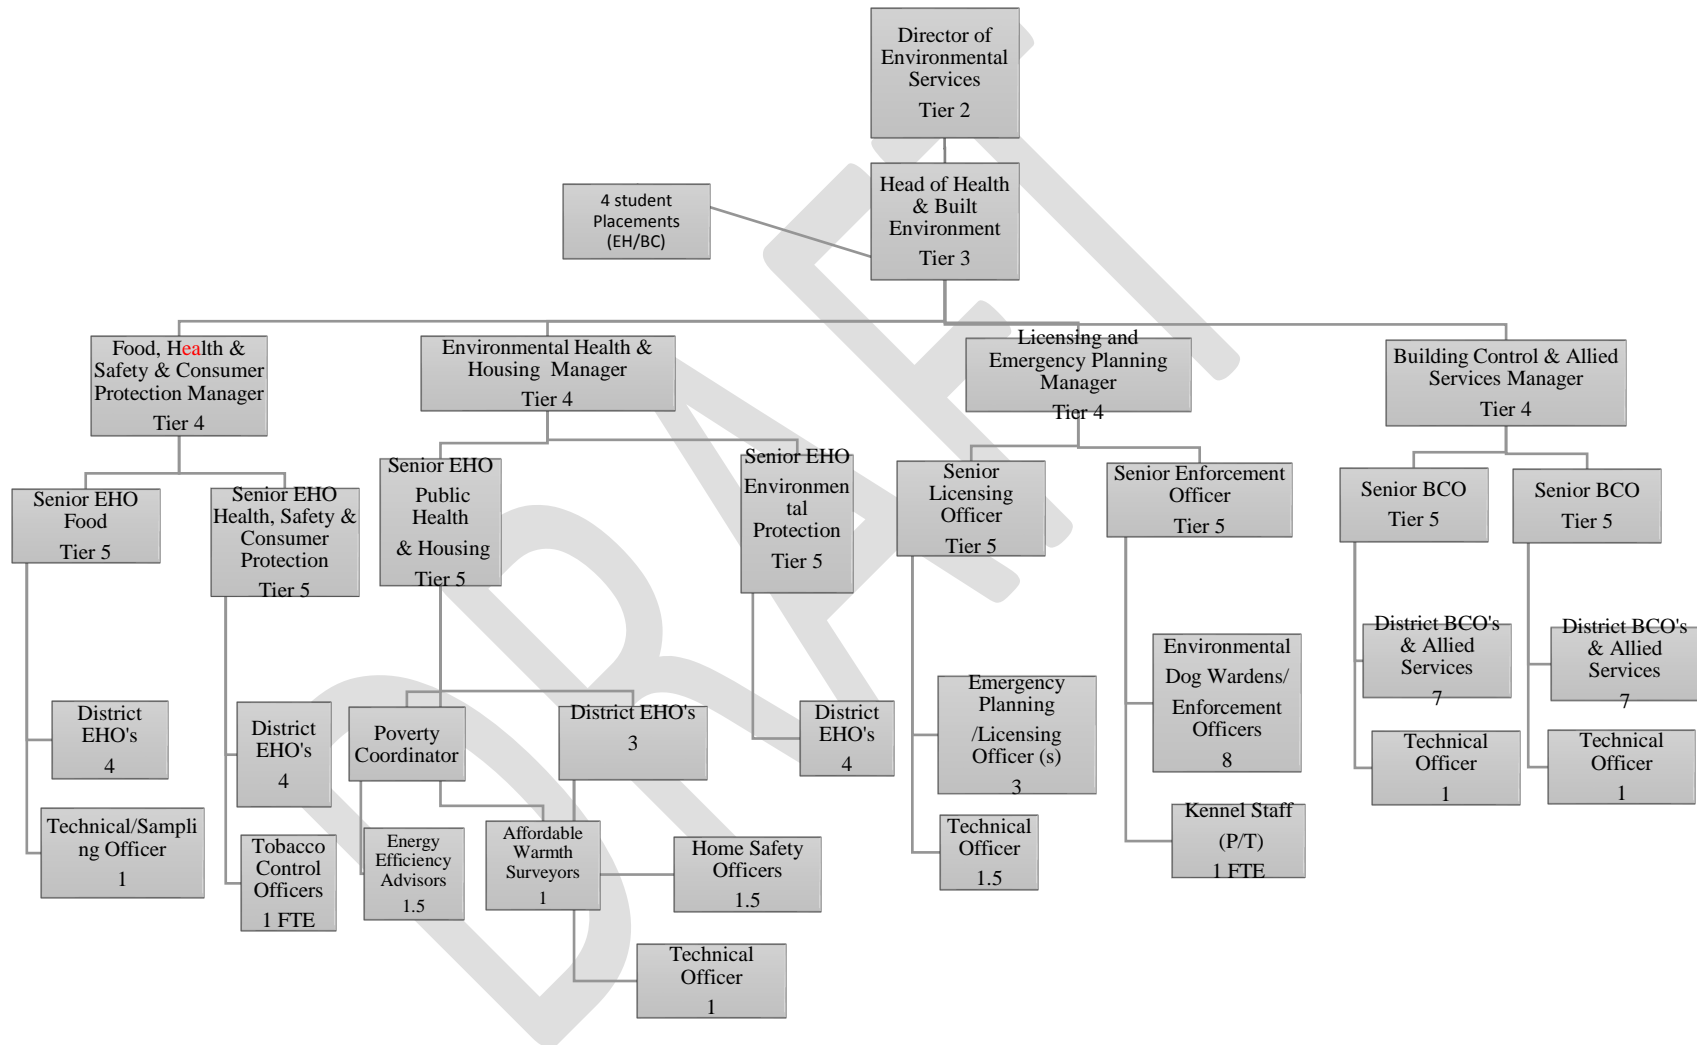 Director of
Environmental
Services
Tier 2
Head of Health
& Built
Environment
Tier 3
4 student
Placements
(EH/BC)
Food, Health &
Safety & Consumer
Protection Manager
Tier 4
Environmental Health &
Housing Manager
Tier 4
Licensing and
Emergency Planning
Manager
Tier 4
Building Control & Allied
Services Manager
Tier 4
Senior EHO
Food
Tier 5
Senior EHO
Health, Safety &
Consumer
Protection
Tier 5
Senior EHO
Public
Health
& Housing
Tier 5
Senior EHO
Environmen
tal
Protection
Tier 5
Senior
Licensing
Officer
Tier 5
Senior Enforcement
Officer
Tier 5
Senior BCO
Tier 5
Senior BCO
Tier 5
District
EHO's
4
Technical/Sampli
ng Officer
1
District
EHO's
4
Tobacco
Control
Officers
1 FTE
Poverty
Coordinator
District EHO's
3
Energy
Efficiency
Advisors
1.5
Affordable
Warmth
Surveyors
1
Home Safety
Officers
1.5
Technical
Officer
1
District
EHO's
4
Emergency
Planning
/Licensing
Officer (s)
3
Technical
Officer
1.5
Environmental
Dog Wardens/
Enforcement
Officers
8
Kennel Staff
(P/T)
1 FTE
District BCO's
& Allied
Services
7
Technical
Officer
1
District BCO's
& Allied
Services
7
Technical
Officer
1
DRAFT